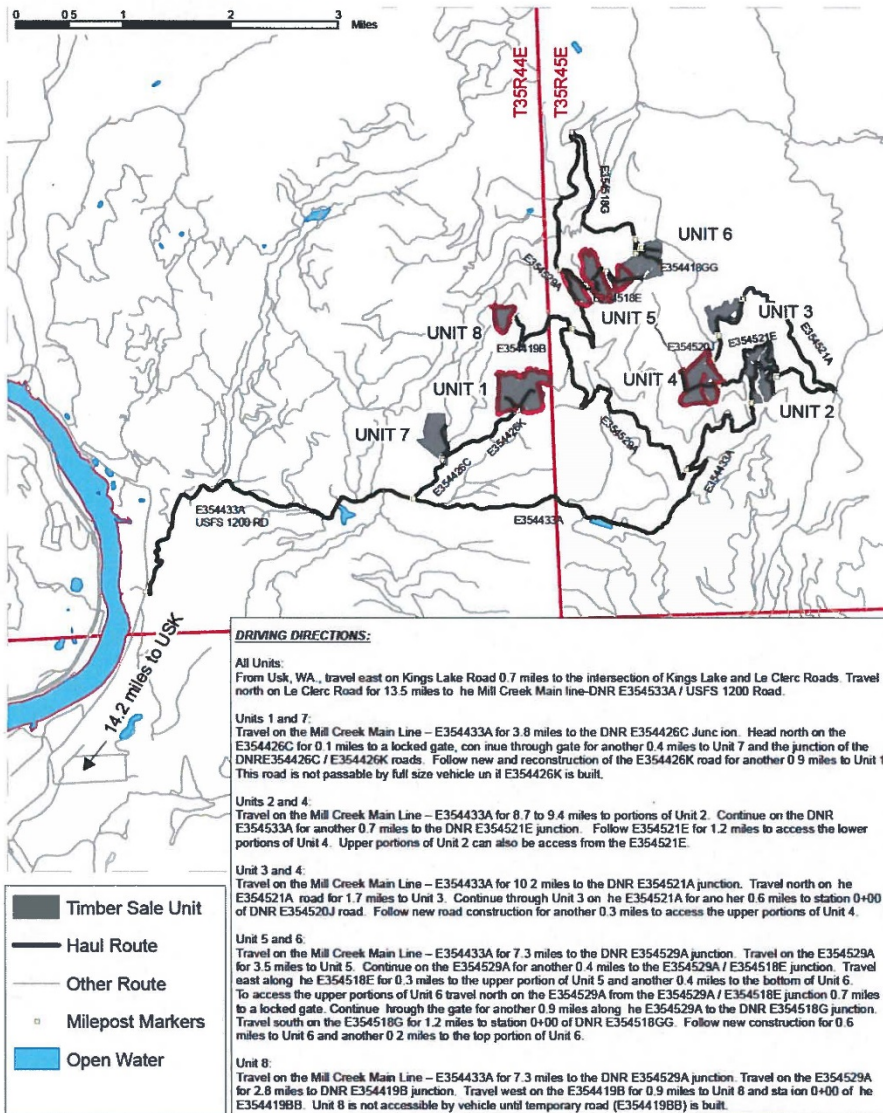 0 0.5 1 2 3
Miles
T35R44E
T35R45E
E354518G
UNIT 6
E354418GG
E354529A
E354518E
UNIT 3
UNIT 5
UNIT 8
E354419B
E354521E
E354521A
E354520J
UNIT 1
UNIT 4
UNIT 2
UNIT 7
E354426K
E354529A
E354426C
E354433A
E354433A
USFS 1200 RD
E354433A
14.2 miles to USK
DRIVING DIRECTIONS:
All Units:
From Usk, WA., travel east on Kings Lake Road 0.7 miles to the intersection of Kings Lake and Le Clerc Roads. Travel
north on Le Clerc Road for 13.5 miles to he Mill Creek Main line-DNR E354533A / USFS 1200 Road.
Units 1 and 7:
Travel on the Mill Creek Main Line – E354433A for 3.8 miles to the DNR E354426C Junc ion. Head north on the
E354426C for 0.1 miles to a locked gate, con inue through gate for another 0.4 miles to Unit 7 and the junction of the
DNRE354426C / E354426K roads. Follow new and reconstruction of the E354426K road for another 0 9 miles to Unit 1
This road is not passable by full size vehicle un il E354426K is built.
Units 2 and 4:
Travel on the Mill Creek Main Line – E354433A for 8.7 to 9.4 miles to portions of Unit 2. Continue on the DNR
E354533A for another 0.7 miles to the DNR E354521E junction. Follow E354521E for 1.2 miles to access the lower
portions of Unit 4. Upper portions of Unit 2 can also be access from the E354521E.
Unit 3 and 4:
Travel on the Mill Creek Main Line – E354433A for 10 2 miles to the DNR E354521A junction. Travel north on he
E354521A road for 1.7 miles to Unit 3. Continue through Unit 3 on he E354521A for ano her 0.6 miles to station 0+00
of DNR E354520J road. Follow new road construction for another 0.3 miles to access the upper portions of Unit 4.
Unit 5 and 6:
Travel on the Mill Creek Main Line – E354433A for 7.3 miles to the DNR E354529A junction. Travel on the E354529A
for 3.5 miles to Unit 5. Continue on the E354529A for another 0.4 miles to the E354529A / E354518E junction. Travel
east along he E354518E for 0.3 miles to the upper portion of Unit 5 and another 0.4 miles to the bottom of Unit 6.
To access the upper portions of Unit 6 travel north on the E354529A from the E354529A / E354518E junction 0.7 miles
to a locked gate. Continue hrough the gate for another 0.9 miles along he E354529A to the DNR E354518G junction.
Travel south on the E354518G for 1.2 miles to station 0+00 of DNR E354518GG. Follow new construction for 0.6
miles to Unit 6 and another 0 2 miles to the top portion of Unit 6.
Unit 8:
Travel on the Mill Creek Main Line – E354433A for 7.3 miles to the DNR E354529A junction. Travel on the E354529A
for 2.8 miles to DNR E354419B junction. Travel west on the E354419B for 0.9 miles to Unit 8 and sta ion 0+00 of he
E354419BB. Unit 8 is not accessible by vehicle until temporary road (E354419BB) is built.
Timber Sale Unit
Haul Route
Other Route
Milepost Markers
Open Water